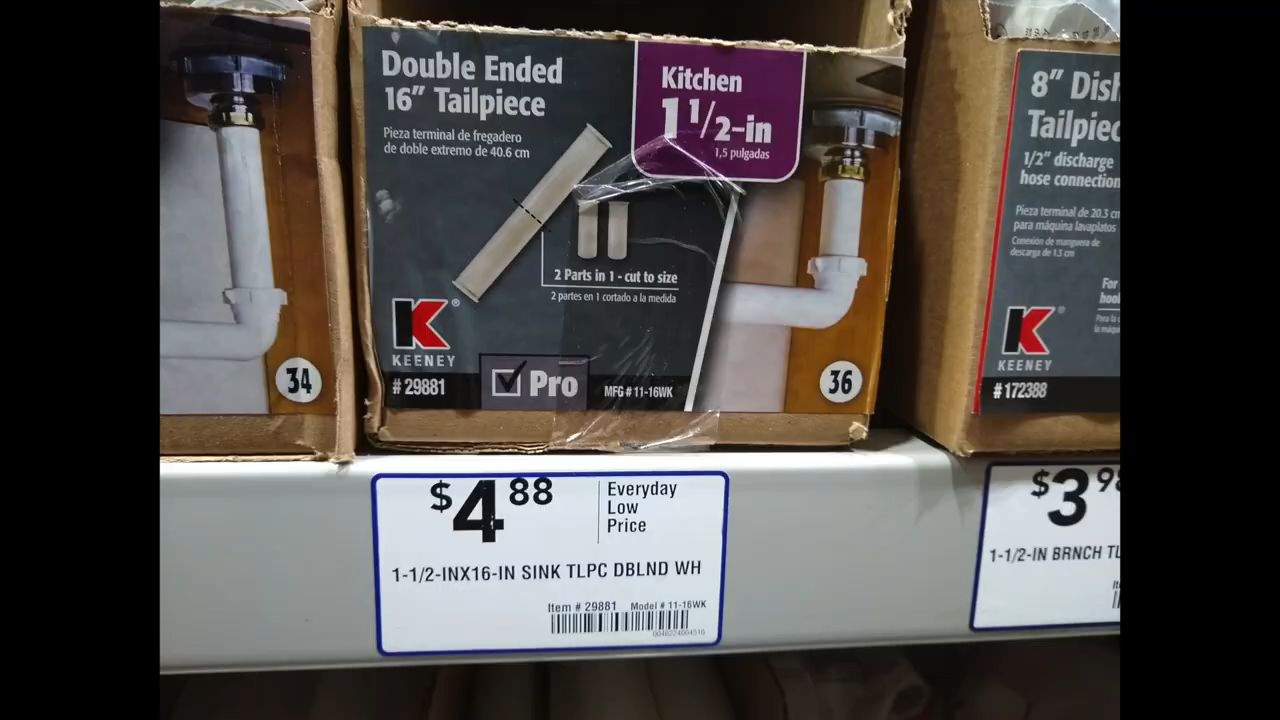 Double Ended
16” Tailpiece
Pieza terminal de fregadero
de doble extremo de 40.6 cm
Kitchen
1 1/2-in
1,5 pulgadas
2 Parts in 1 - cut to size
2 partes en 1 cortado a la medida
K®
KEENEY
# 29881
Pro
MFG # 11-16WK
36
34
8” Dish
Tailpiec
1/2” discharge
hose connection
Pieza terminal de 20.3 cm
para máquina lavaplatos
Conexión de manguera de
descarga de 1.3 cm
For
K®
KEENEY
# 172388
$4 88
Everyday
Low
Price
1-1/2-INX16-IN SINK TLPC DBLND WH
Item # 29881 Model # 11-16WK
$3 98
1-1/2-IN BRNCH TL